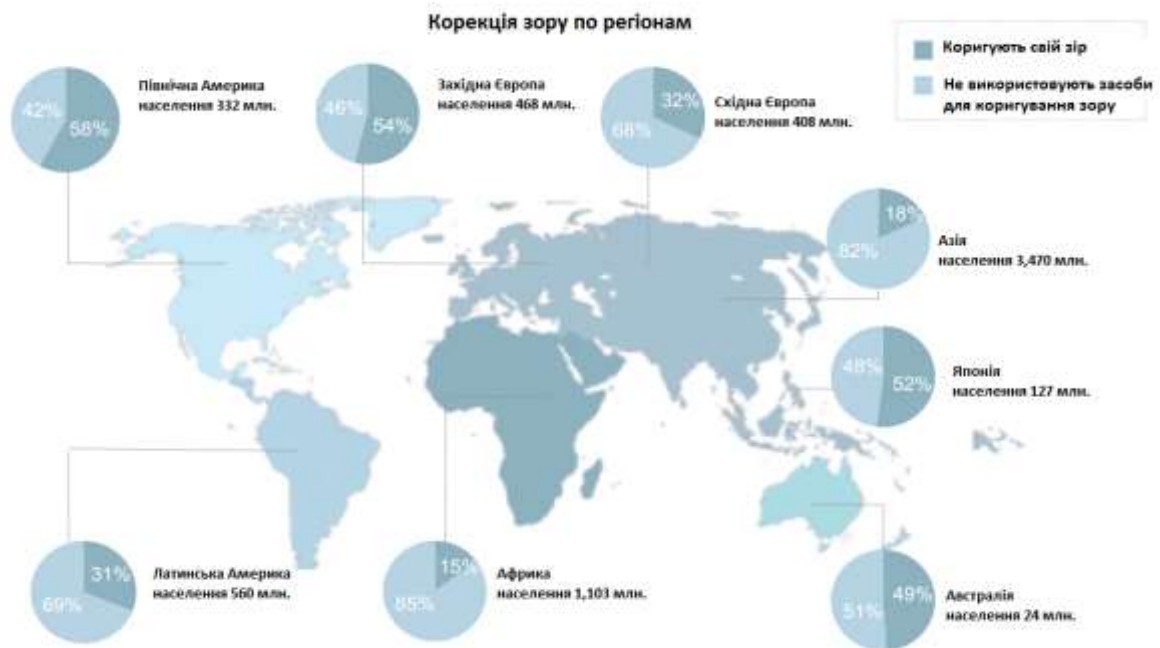 Корекція зору по регіонам
Коригують свій зір
Не використовують засоби
для коригування зору
42%
58%
Північна Америка
населення 332 млн.
46%
54%
Західна Європа
населення 468 млн.
32%
68%
Східна Європа
населення 408 млн.
18%
82%
Азія
населення 3,470 млн.
48%
52%
Японія
населення 127 млн.
31%
69%
Латинська Америка
населення 560 млн.
15%
85%
Африка
населення 1,103 млн.
49%
51%
Австралія
населення 24 млн.